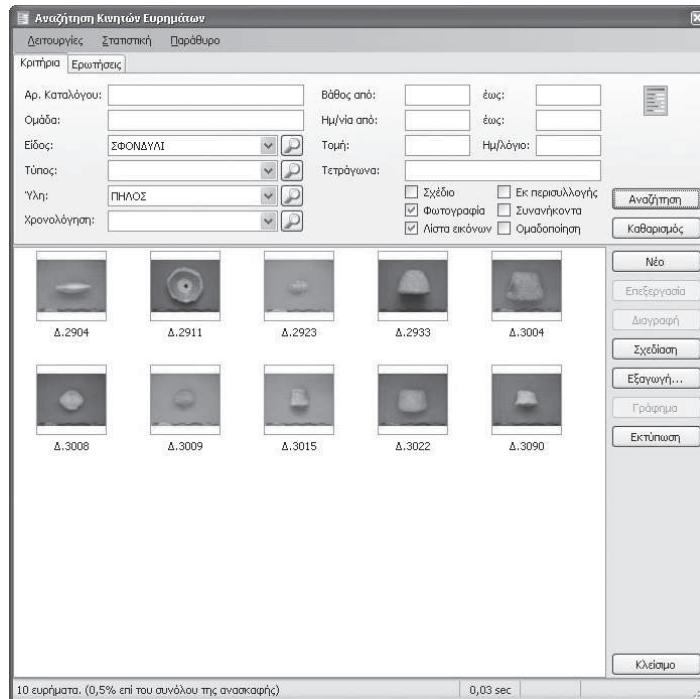 Αναζήτηση Κινητών Ευρημάτων
Λειτουργίες Στατιστική Παράθυρο
Κριτήρια Ερωτήσεις
Αρ. Καταλόγου: Βάθος από: έως:
Ομάδα: Ημ/νία από: έως:
Είδος: ΣΦΟΝΔΥΛΙ Τομή: Ημ/λόγιο:
Τύπος: Τετράγωνα:
Ύλη: ΠΗΛΟΣ Σχέδιο Εκ περισυλλογής Αναζήτηση
Χρονολόγηση: Φωτογραφία Συνανήκοντα
Λίστα εικόνων Ομαδοποίηση Καθαρισμός
Νέο
Επεξεργασία
Διαγραφή
Δ.2904 Δ.2911 Δ.2923 Δ.2933 Δ.3004
Σχεδίαση
Εξαγωγή...
Γράφημα
Εκτύπωση
Δ.3008 Δ.3009 Δ.3015 Δ.3022 Δ.3090
Κλείσιμο
10 ευρήματα. (0,5% επί του συνόλου της ανασκαφής) 0,03 sec